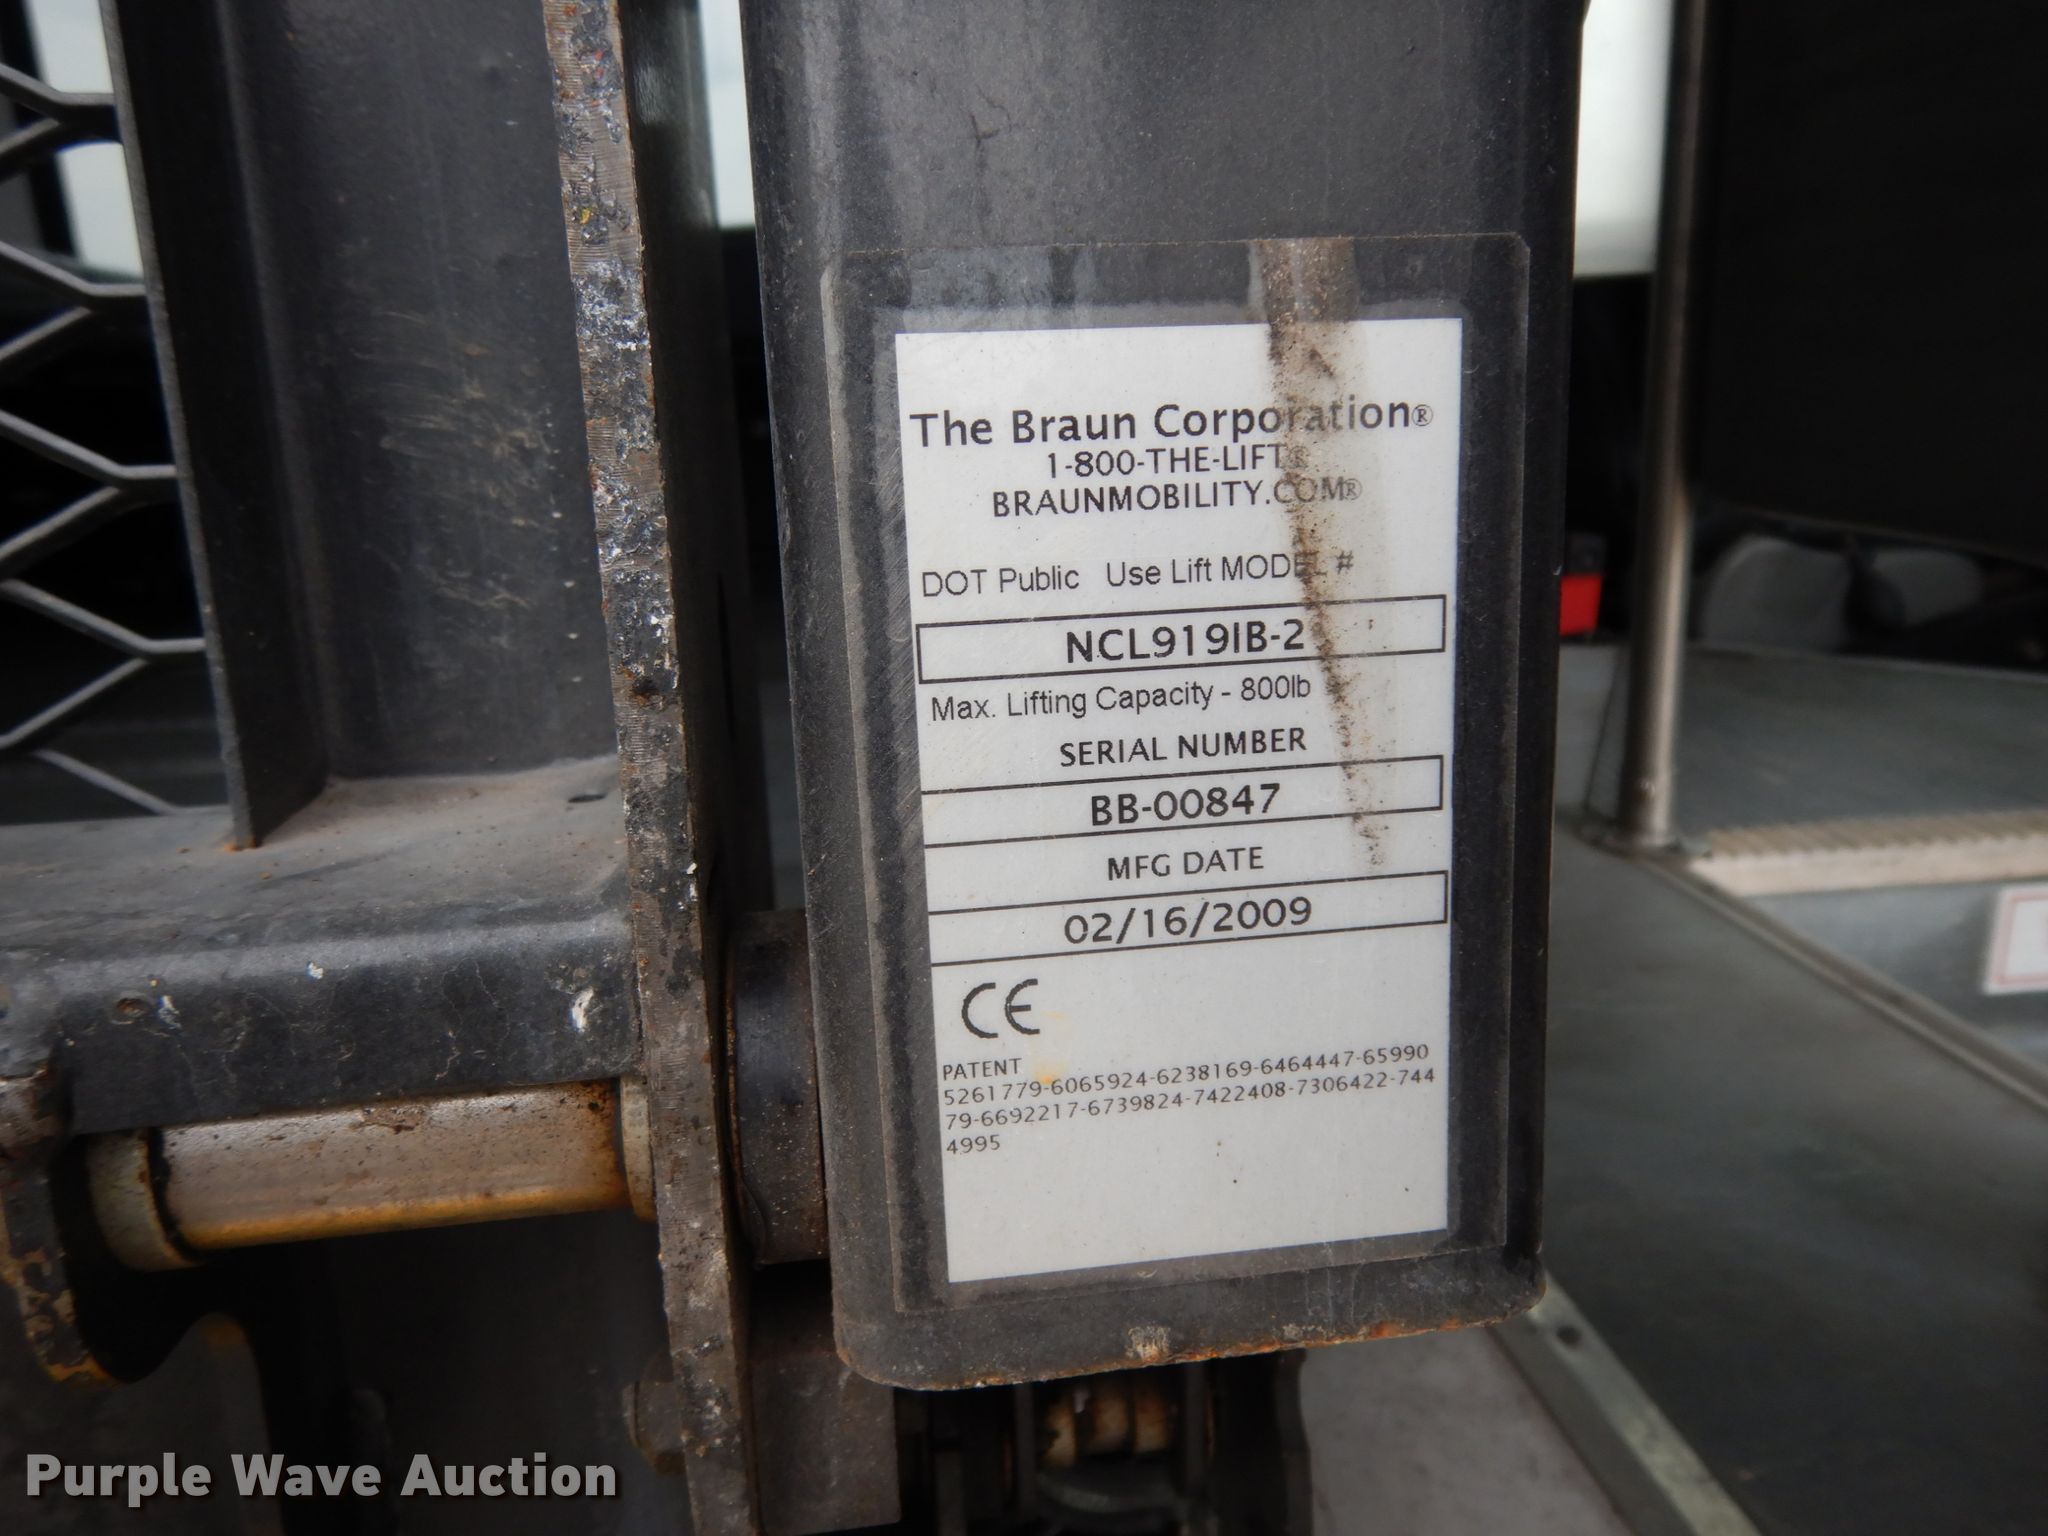 The Braun Corporation®
1-800-THE-LIFT®
BRAUNMOBILITY.COM®
DOT Public Use Lift MODEL #
NCL919IB-2
Max. Lifting Capacity - 800lb
SERIAL NUMBER
BB-00847
MFG DATE
02/16/2009
CE
PATENT
5261779-6065924-6238169-6464447-65990
79-6692217-6739824-7422408-7306422-744
4995
Purple Wave Auction